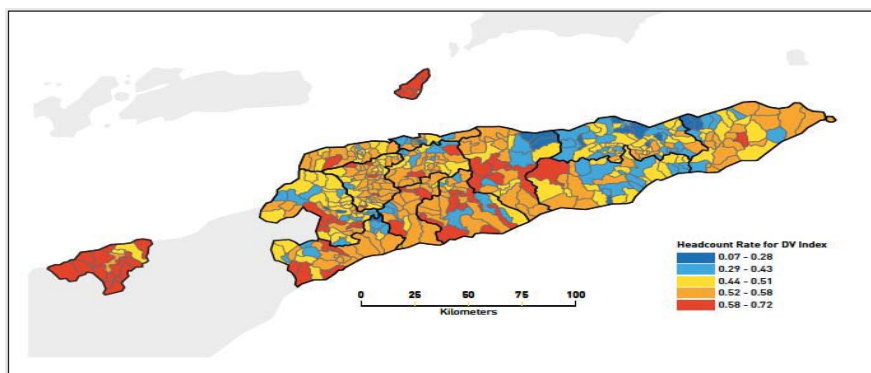 Headcount Rate for DV Index
0.07 - 0.28
0.29 - 0.43
0.44 - 0.51
0.52 - 0.58
0.58 - 0.72
0 25 50 75 100
Kilometers